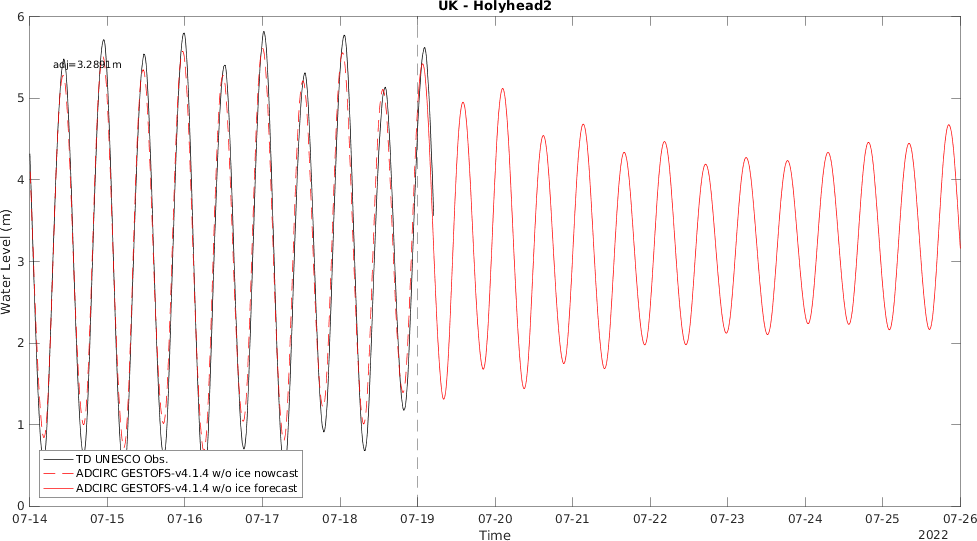 UK - Holyhead2
6
adj=3.2891m
5
4
3
2
1
0
Water Level (m)
TD UNESCO Obs.
ADCIRC GESTOFS-v4.1.4 w/o ice nowcast
ADCIRC GESTOFS-v4.1.4 w/o ice forecast
07-14 07-15 07-16 07-17 07-18 07-19 07-20 07-21 07-22 07-23 07-24 07-25 07-26
Time
2022